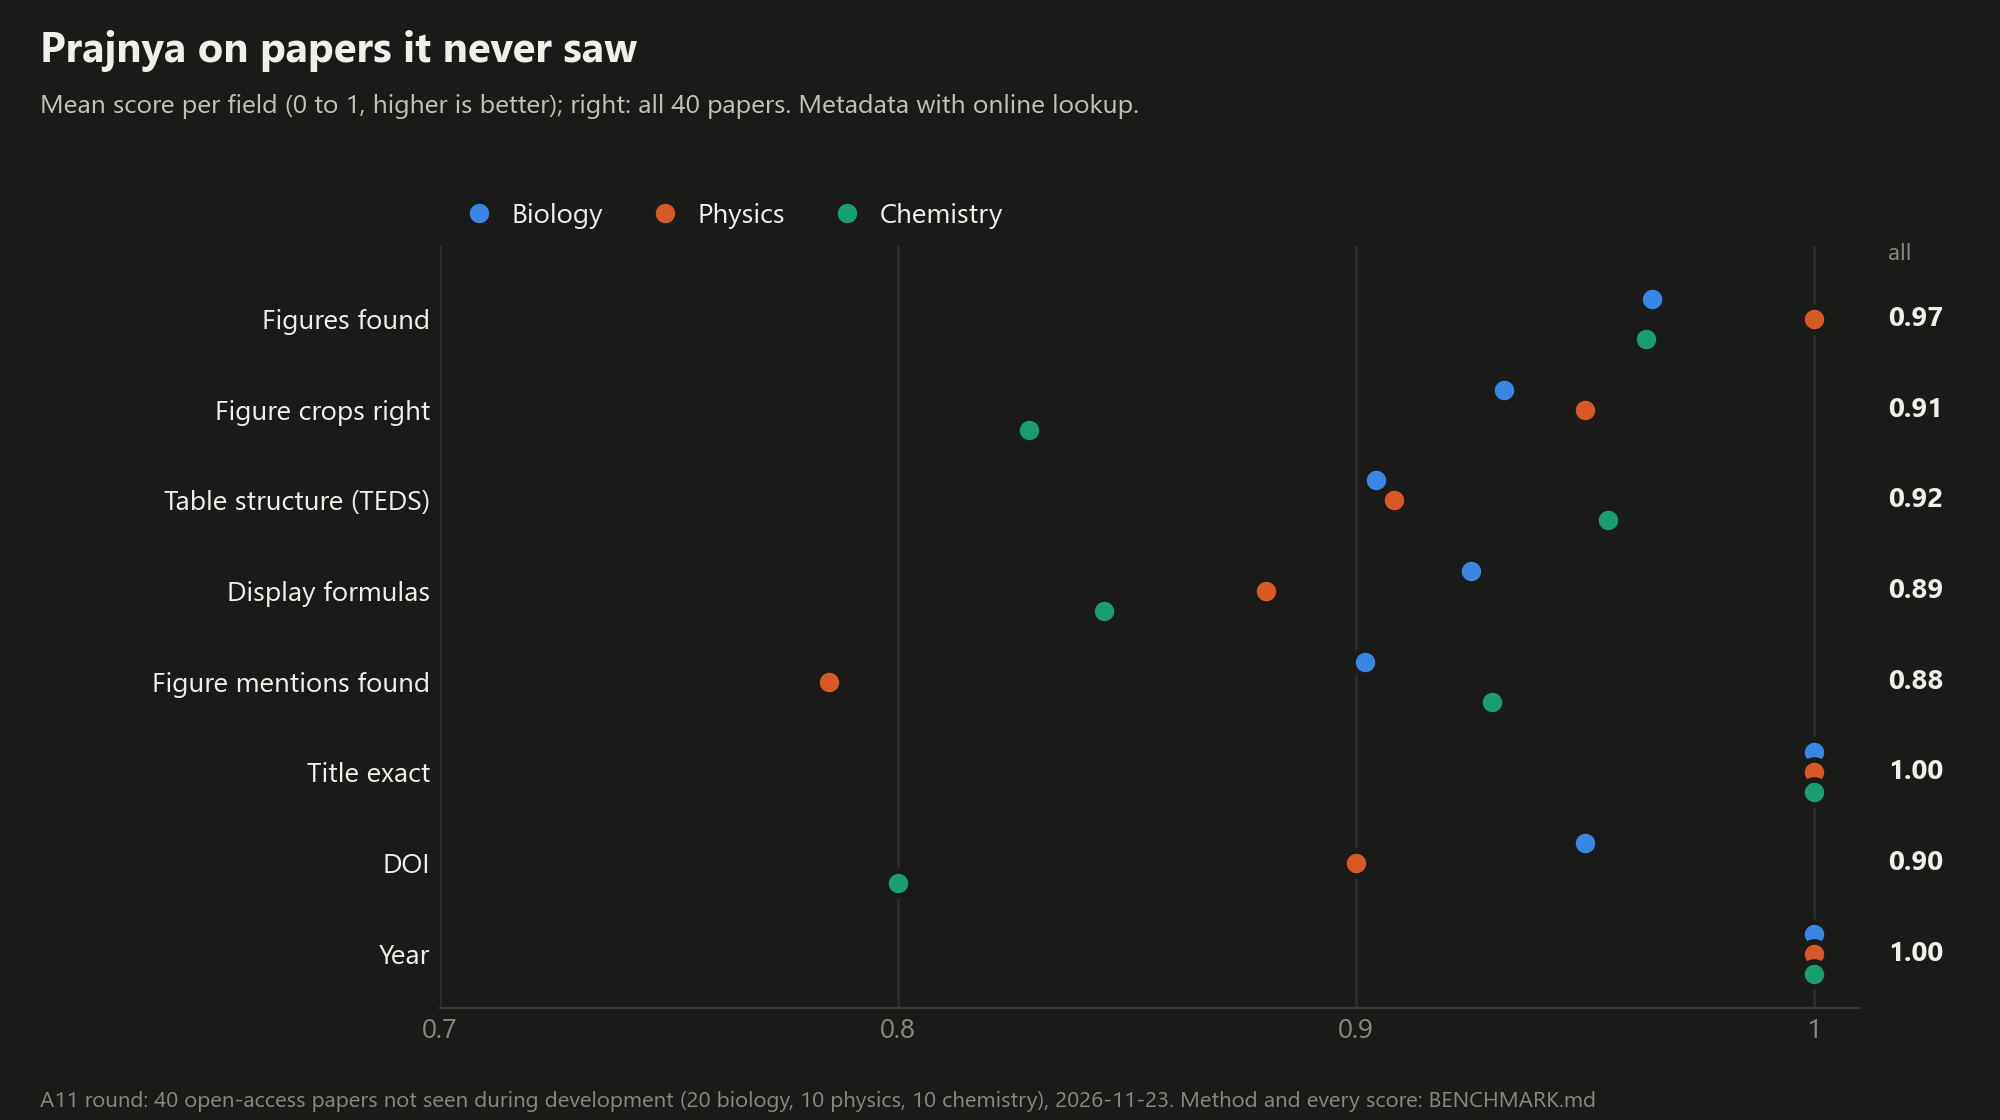 Prajnya on papers it never saw
Mean score per field (0 to 1, higher is better); right: all 40 papers. Metadata with online lookup.
Biology Physics Chemistry
all
Figures found 0.97
Figure crops right 0.91
Table structure (TEDS) 0.92
Display formulas 0.89
Figure mentions found 0.88
Title exact 1.00
DOI 0.90
Year 1.00
0.7 0.8 0.9 1
A11 round: 40 open-access papers not seen during development (20 biology, 10 physics, 10 chemistry), 2026-11-23. Method and every score: BENCHMARK.md